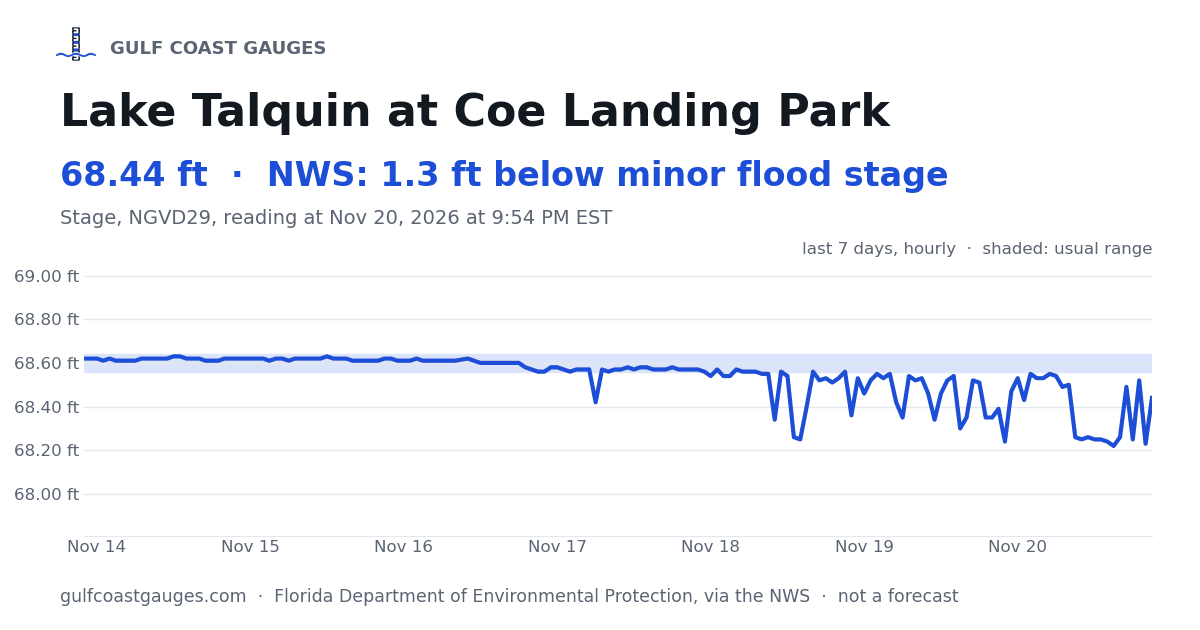 GULF COAST GAUGES
Lake Talquin at Coe Landing Park
68.44 ft · NWS: 1.3 ft below minor flood stage
Stage, NGVD29, reading at Nov 20, 2026 at 9:54 PM EST
last 7 days, hourly · shaded: usual range
69.00 ft
68.80 ft
68.60 ft
68.40 ft
68.20 ft
68.00 ft
Nov 14 Nov 15 Nov 16 Nov 17 Nov 18 Nov 19 Nov 20
gulfcoastgauges.com · Florida Department of Environmental Protection, via the NWS · not a forecast